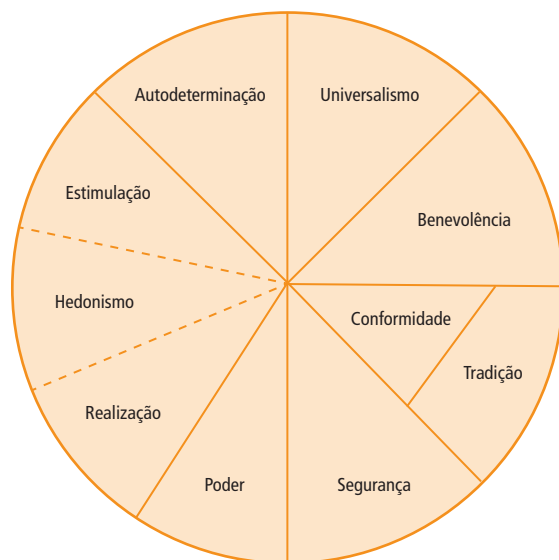 Autodeterminação
Universalismo
Estimulação
Benevolência
Hedonismo
Conformidade
Tradição
Realização
Poder
Segurança